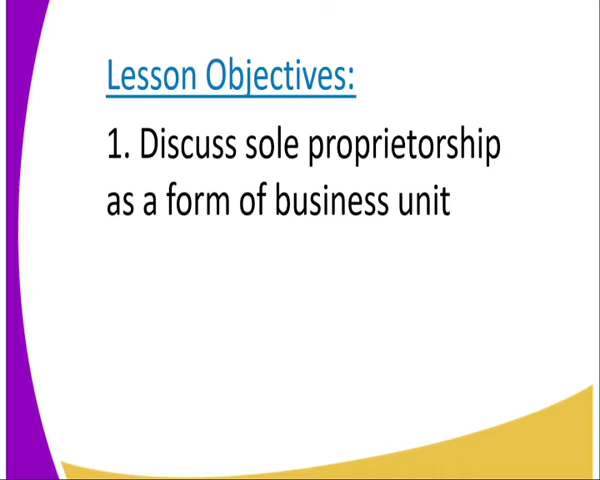 Lesson Objectives:
1. Discuss sole proprietorship
as a form of business unit